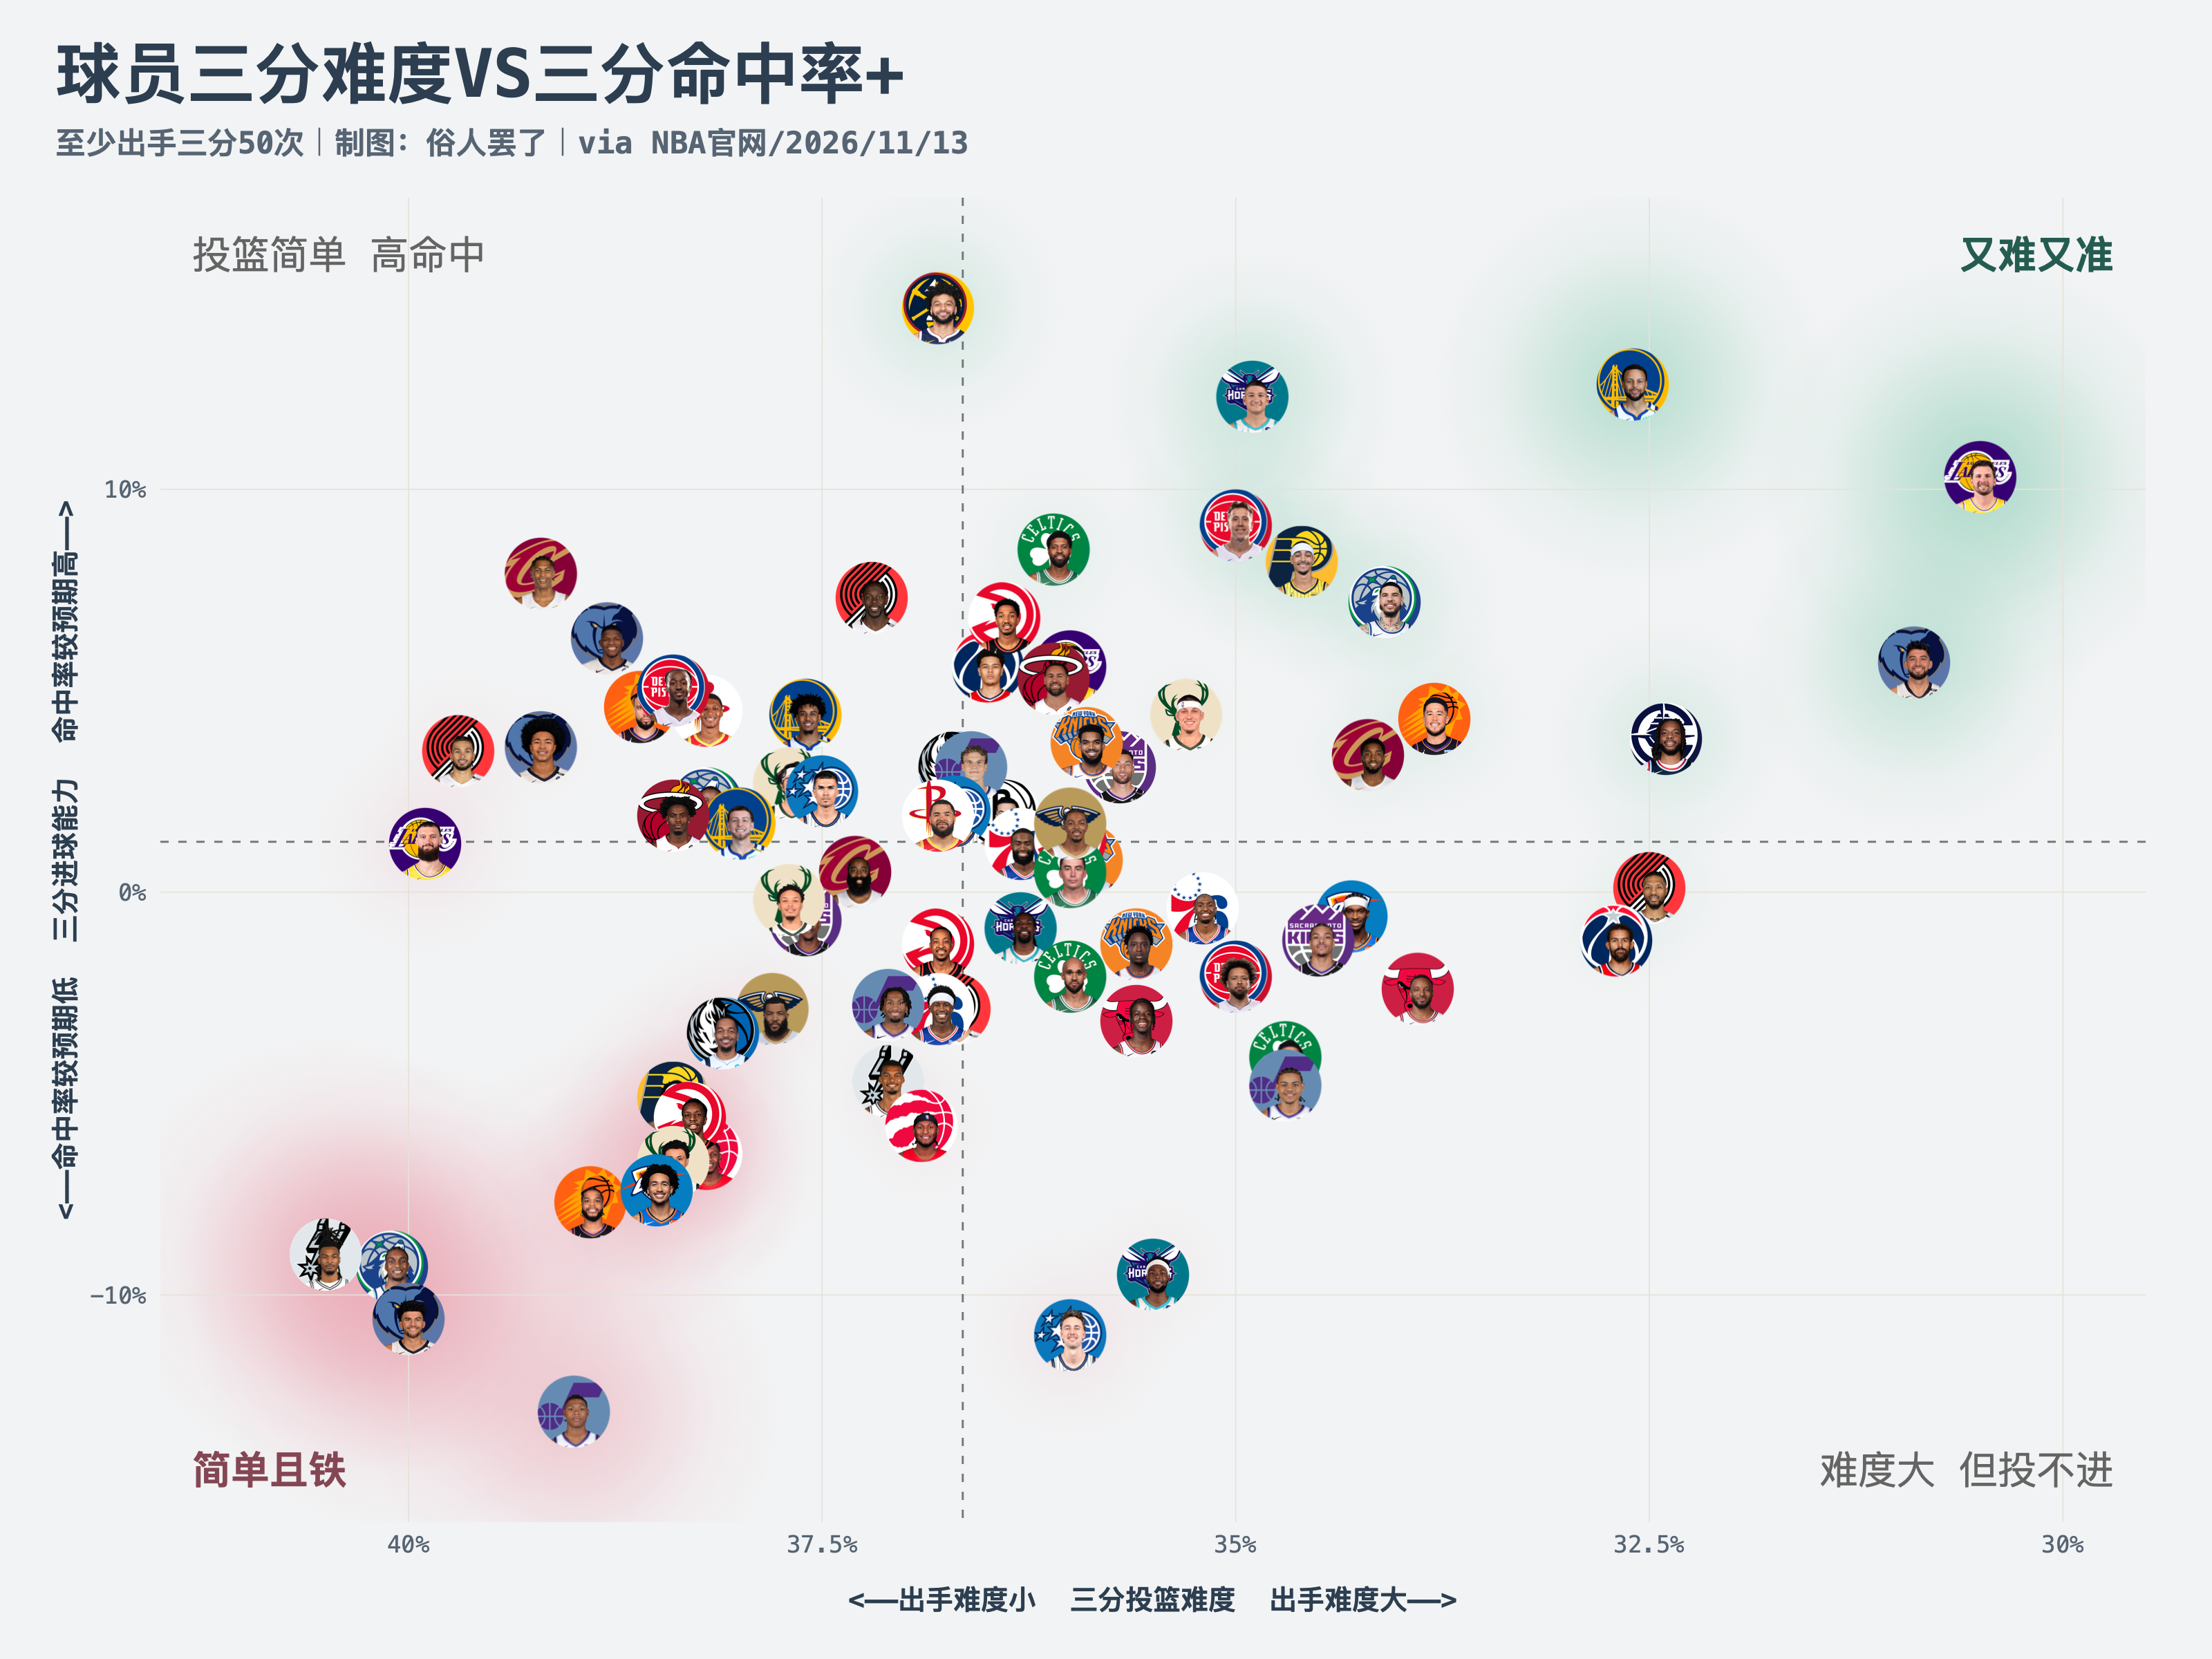 球员三分难度VS三分命中率+
至少出手三分50次|制图: 俗人罢了|via NBA官网/2026/11/13
投篮简单 高命中
又难又准
<——命中率较预期低 三分进球能力 命中率较预期高——>
10%
0%
-10%
简单且铁
难度大 但投不进
40%
37.5%
35%
32.5%
30%
<——出手难度小 三分投篮难度 出手难度大——>